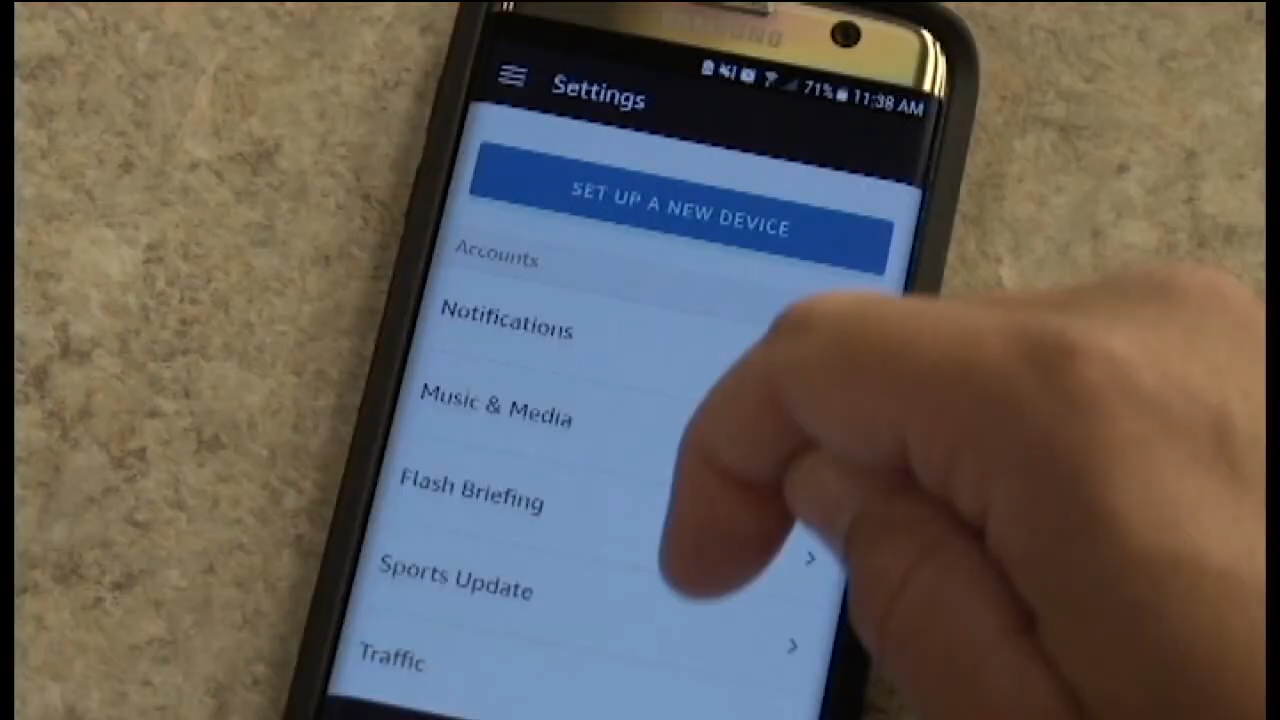 SAMSUNG
71% 11:38 AM
Settings
SET UP A NEW DEVICE
Accounts
Notifications
Music & Media
Flash Briefing
Sports Update
Traffic